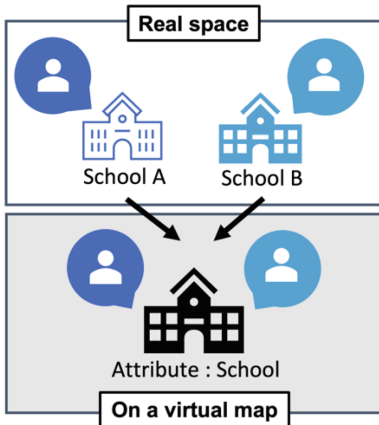 Real space
School A
School B
Attribute : School
On a virtual map